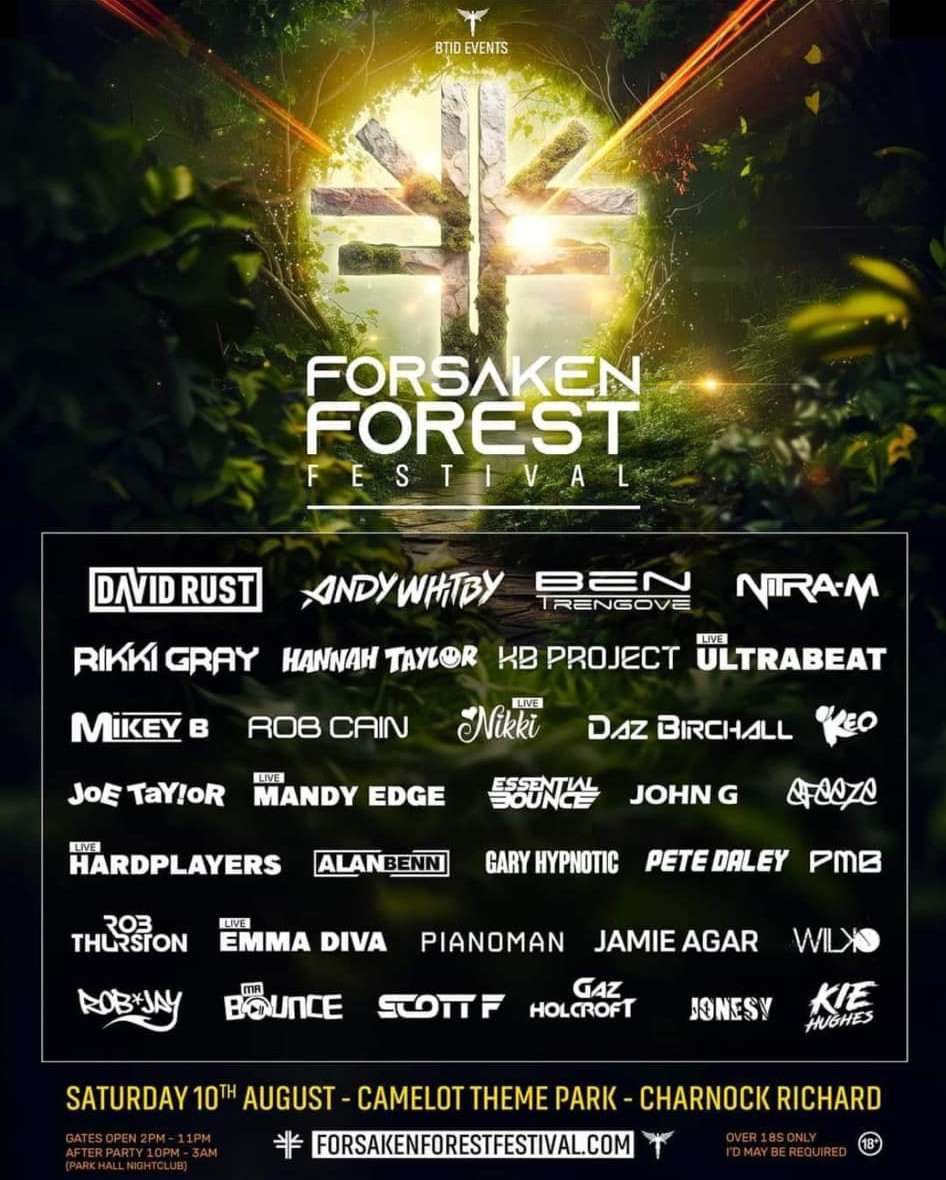 BTID EVENTS
FORSAKEN
FOREST
FESTIVAL
DAVID RUST ANDY WHITBY BEN TRENGOVE NITRA-M
RIKKI GRAY HANNAH TAYLOR KB PROJECT LIVE ULTRABEAT
MIKEY B ROB CAIN LIVE Nikki DAZ BIRCHALL KEO
JOE TAYLOR LIVE MANDY EDGE ESSENTIAL BOUNCE JOHN G
LIVE HARDPLAYERS ALAN BENN GARY HYPNOTIC PETE DALEY PMB
ROB THURSTON LIVE EMMA DIVA PIANOMAN JAMIE AGAR WILKO
ROB*JAY MR BOUNCE SCOTT F GAZ HOLCROFT JONESY KIE HUGHES
SATURDAY 10TH AUGUST - CAMELOT THEME PARK - CHARNOCK RICHARD
GATES OPEN 2PM - 11PM
AFTER PARTY 10PM - 3AM
(PARK HALL NIGHTCLUB)
FORSAKENFORESTFESTIVAL.COM
OVER 18S ONLY
I'D MAY BE REQUIRED
18+